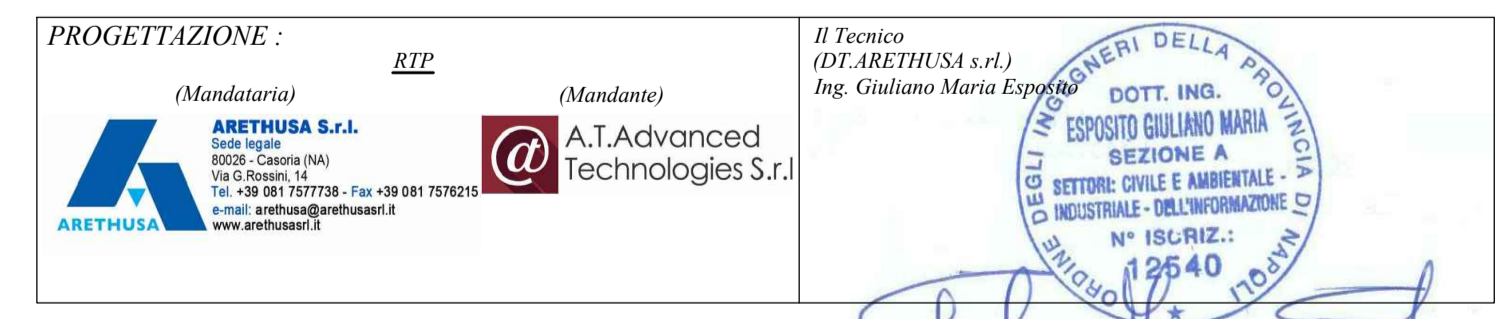 PROGETTAZIONE :
RTP
(Mandataria)
(Mandante)
ARETHUSA
ARETHUSA S.r.l.
Sede legale
80026 - Casoria (NA)
Via G.Rossini, 14
Tel. +39 081 7577738 - Fax +39 081 7576215
e-mail: arethusa@arethusasrl.it
www.arethusasrl.it
@ A.T.Advanced
Technologies S.r.l
Il Tecnico
(DT.ARETHUSA s.rl.)
Ing. Giuliano Maria Esposito
ORDINE DEGLI INGEGNERI DELLA PROVINCIA DI NAPOLI
DOTT. ING.
ESPOSITO GIULIANO MARIA
SEZIONE A
SETTORI: CIVILE E AMBIENTALE -
INDUSTRIALE - DELL'INFORMAZIONE
N° ISCRIZ.:
12540